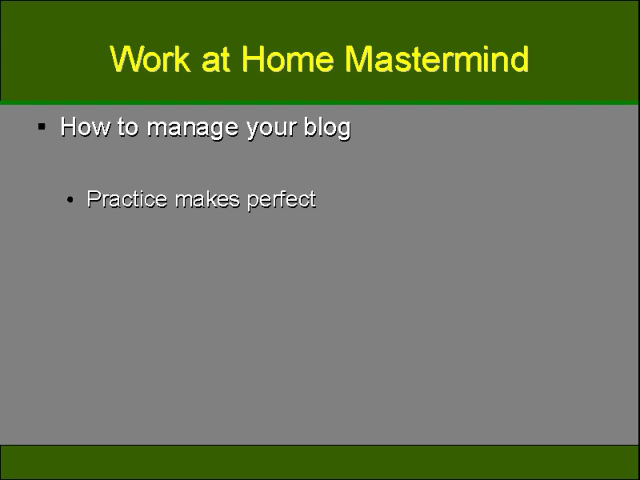 Work at Home Mastermind
How to manage your blog
Practice makes perfect